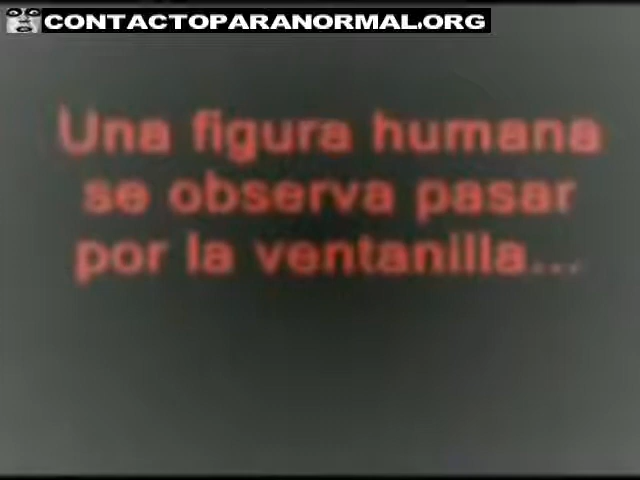 CONTACTOPARANORMAL.ORG
Una figura humana
se observa pasar
por la ventanilla...